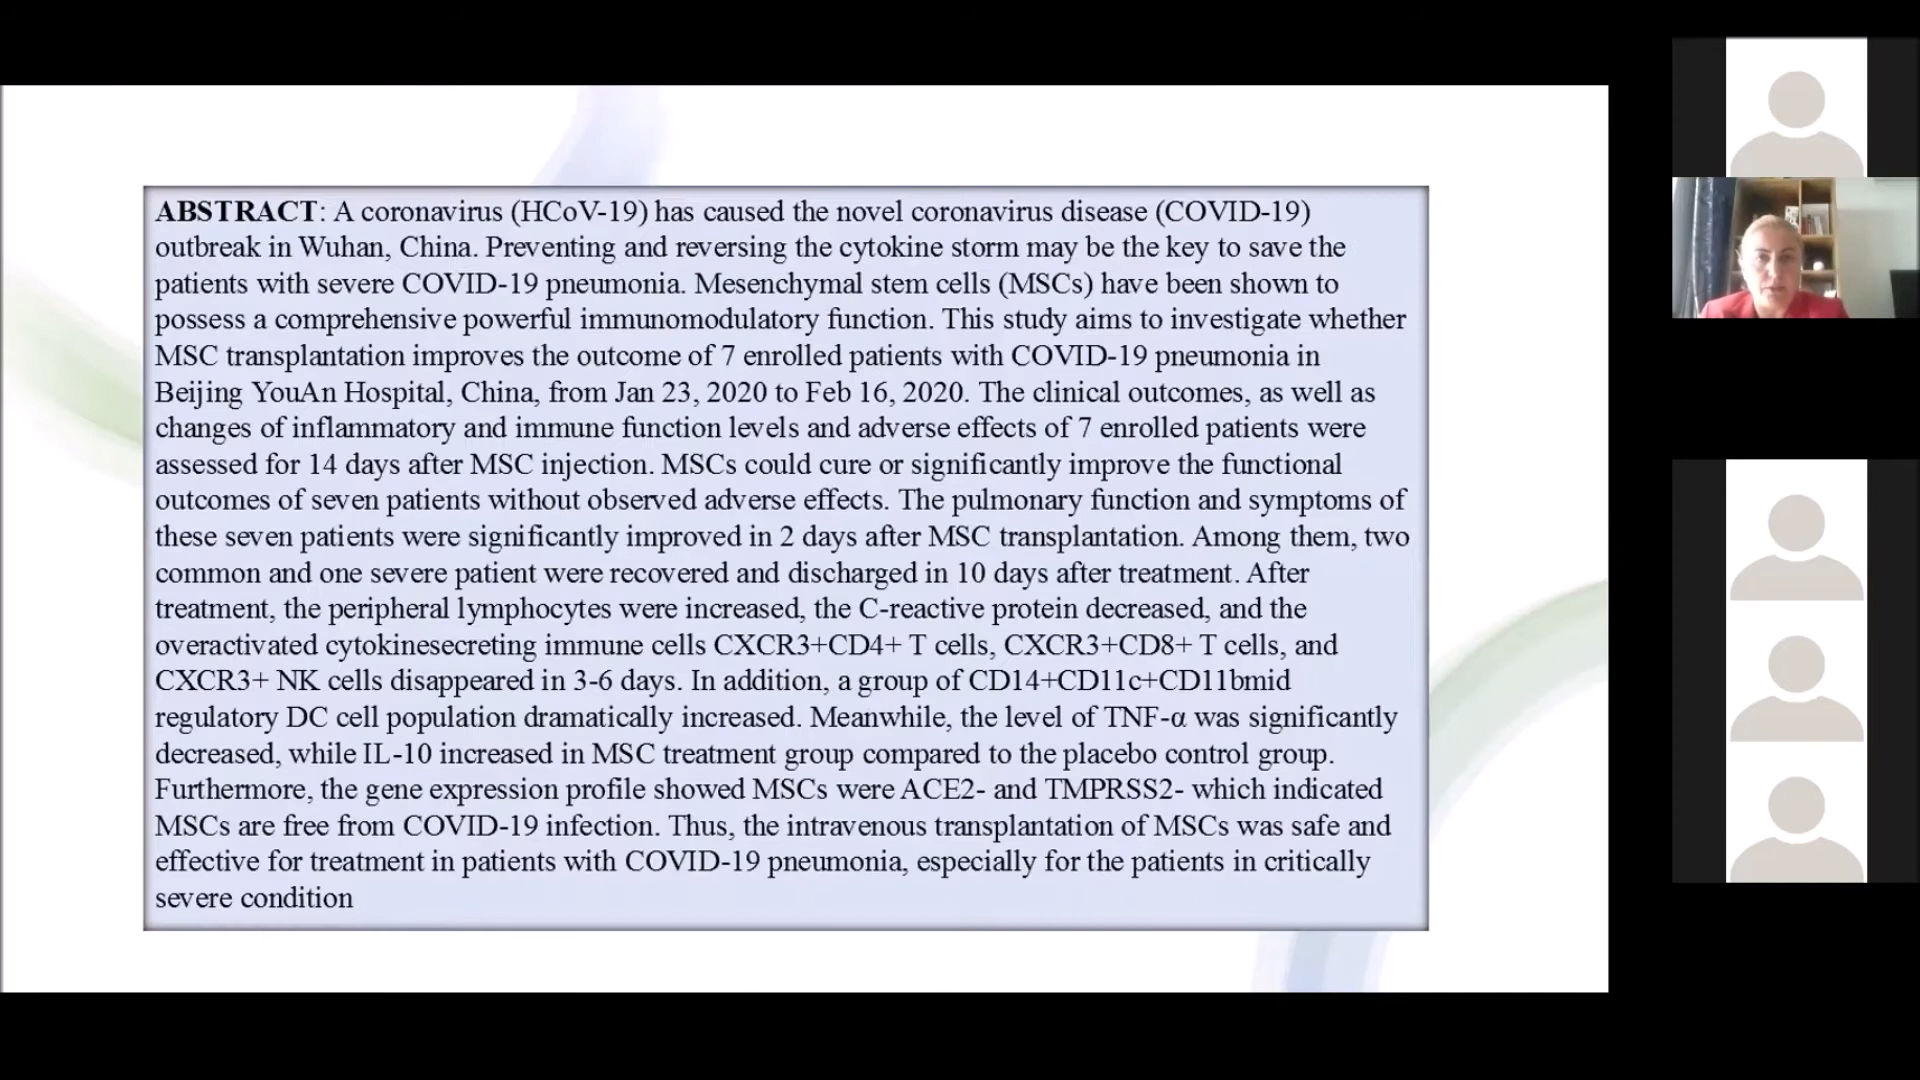 ABSTRACT: A coronavirus (HCoV-19) has caused the novel coronavirus disease (COVID-19)
outbreak in Wuhan, China. Preventing and reversing the cytokine storm may be the key to save the
patients with severe COVID-19 pneumonia. Mesenchymal stem cells (MSCs) have been shown to
possess a comprehensive powerful immunomodulatory function. This study aims to investigate whether
MSC transplantation improves the outcome of 7 enrolled patients with COVID-19 pneumonia in
Beijing YouAn Hospital, China, from Jan 23, 2020 to Feb 16, 2020. The clinical outcomes, as well as
changes of inflammatory and immune function levels and adverse effects of 7 enrolled patients were
assessed for 14 days after MSC injection. MSCs could cure or significantly improve the functional
outcomes of seven patients without observed adverse effects. The pulmonary function and symptoms of
these seven patients were significantly improved in 2 days after MSC transplantation. Among them, two
common and one severe patient were recovered and discharged in 10 days after treatment. After
treatment, the peripheral lymphocytes were increased, the C-reactive protein decreased, and the
overactivated cytokinesecreting immune cells CXCR3+CD4+ T cells, CXCR3+CD8+ T cells, and
CXCR3+ NK cells disappeared in 3-6 days. In addition, a group of CD14+CD11c+CD11bmid
regulatory DC cell population dramatically increased. Meanwhile, the level of TNF-α was significantly
decreased, while IL-10 increased in MSC treatment group compared to the placebo control group.
Furthermore, the gene expression profile showed MSCs were ACE2- and TMPRSS2- which indicated
MSCs are free from COVID-19 infection. Thus, the intravenous transplantation of MSCs was safe and
effective for treatment in patients with COVID-19 pneumonia, especially for the patients in critically
severe condition